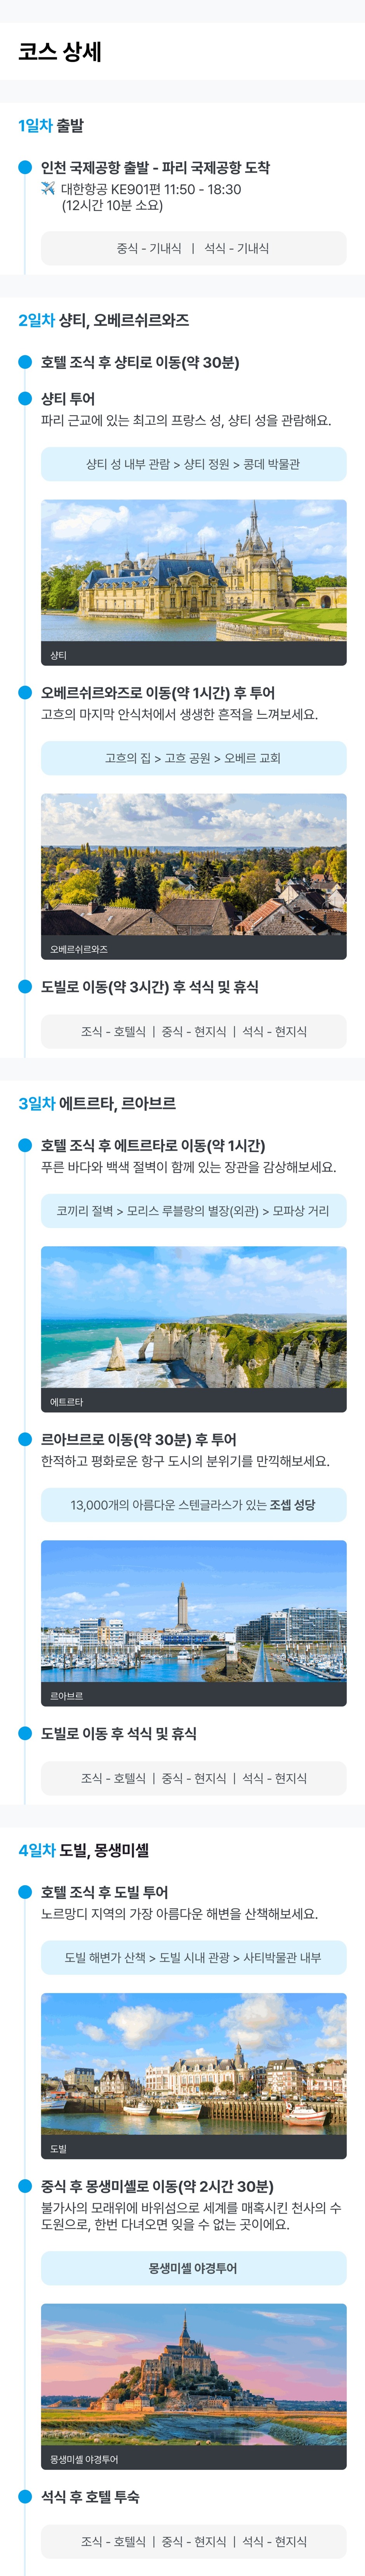 코스 상세
1일차 출발
인천 국제공항 출발 - 파리 국제공항 도착
대한항공 KE901편 11:50 - 18:30
(12시간 10분 소요)
중식 - 기내식 | 석식 - 기내식
2일차 샹티, 오베르쉬르와즈
호텔 조식 후 샹티로 이동(약 30분)
샹티 투어
파리 근교에 있는 최고의 프랑스 성, 샹티 성을 관람해요.
샹티 성 내부 관람 > 샹티 정원 > 콩데 박물관
샹티
오베르쉬르와즈로 이동(약 1시간) 후 투어
고흐의 마지막 안식처에서 생생한 흔적을 느껴보세요.
고흐의 집 > 고흐 공원 > 오베르 교회
오베르쉬르와즈
도빌로 이동(약 3시간) 후 석식 및 휴식
조식 - 호텔식 | 중식 - 현지식 | 석식 - 현지식
3일차 에트르타, 르아브르
호텔 조식 후 에트르타로 이동(약 1시간)
푸른 바다와 백색 절벽이 함께 있는 장관을 감상해보세요.
코끼리 절벽 > 모리스 루블랑의 별장(외관) > 모파상 거리
에트르타
르아브르로 이동(약 30분) 후 투어
한적하고 평화로운 항구 도시의 분위기를 만끽해보세요.
13,000개의 아름다운 스텐글라스가 있는 조셉 성당
르아브르
도빌로 이동 후 석식 및 휴식
조식 - 호텔식 | 중식 - 현지식 | 석식 - 현지식
4일차 도빌, 몽생미셸
호텔 조식 후 도빌 투어
노르망디 지역의 가장 아름다운 해변을 산책해보세요.
도빌 해변가 산책 > 도빌 시내 관광 > 사티박물관 내부
도빌
중식 후 몽생미셸로 이동(약 2시간 30분)
불가사의 모래위에 바위섬으로 세계를 매혹시킨 천사의 수
도원으로, 한번 다녀오면 잊을 수 없는 곳이에요.
몽생미셸 야경투어
몽생미셸 야경투어
석식 후 호텔 투숙
조식 - 호텔식 | 중식 - 현지식 | 석식 - 현지식